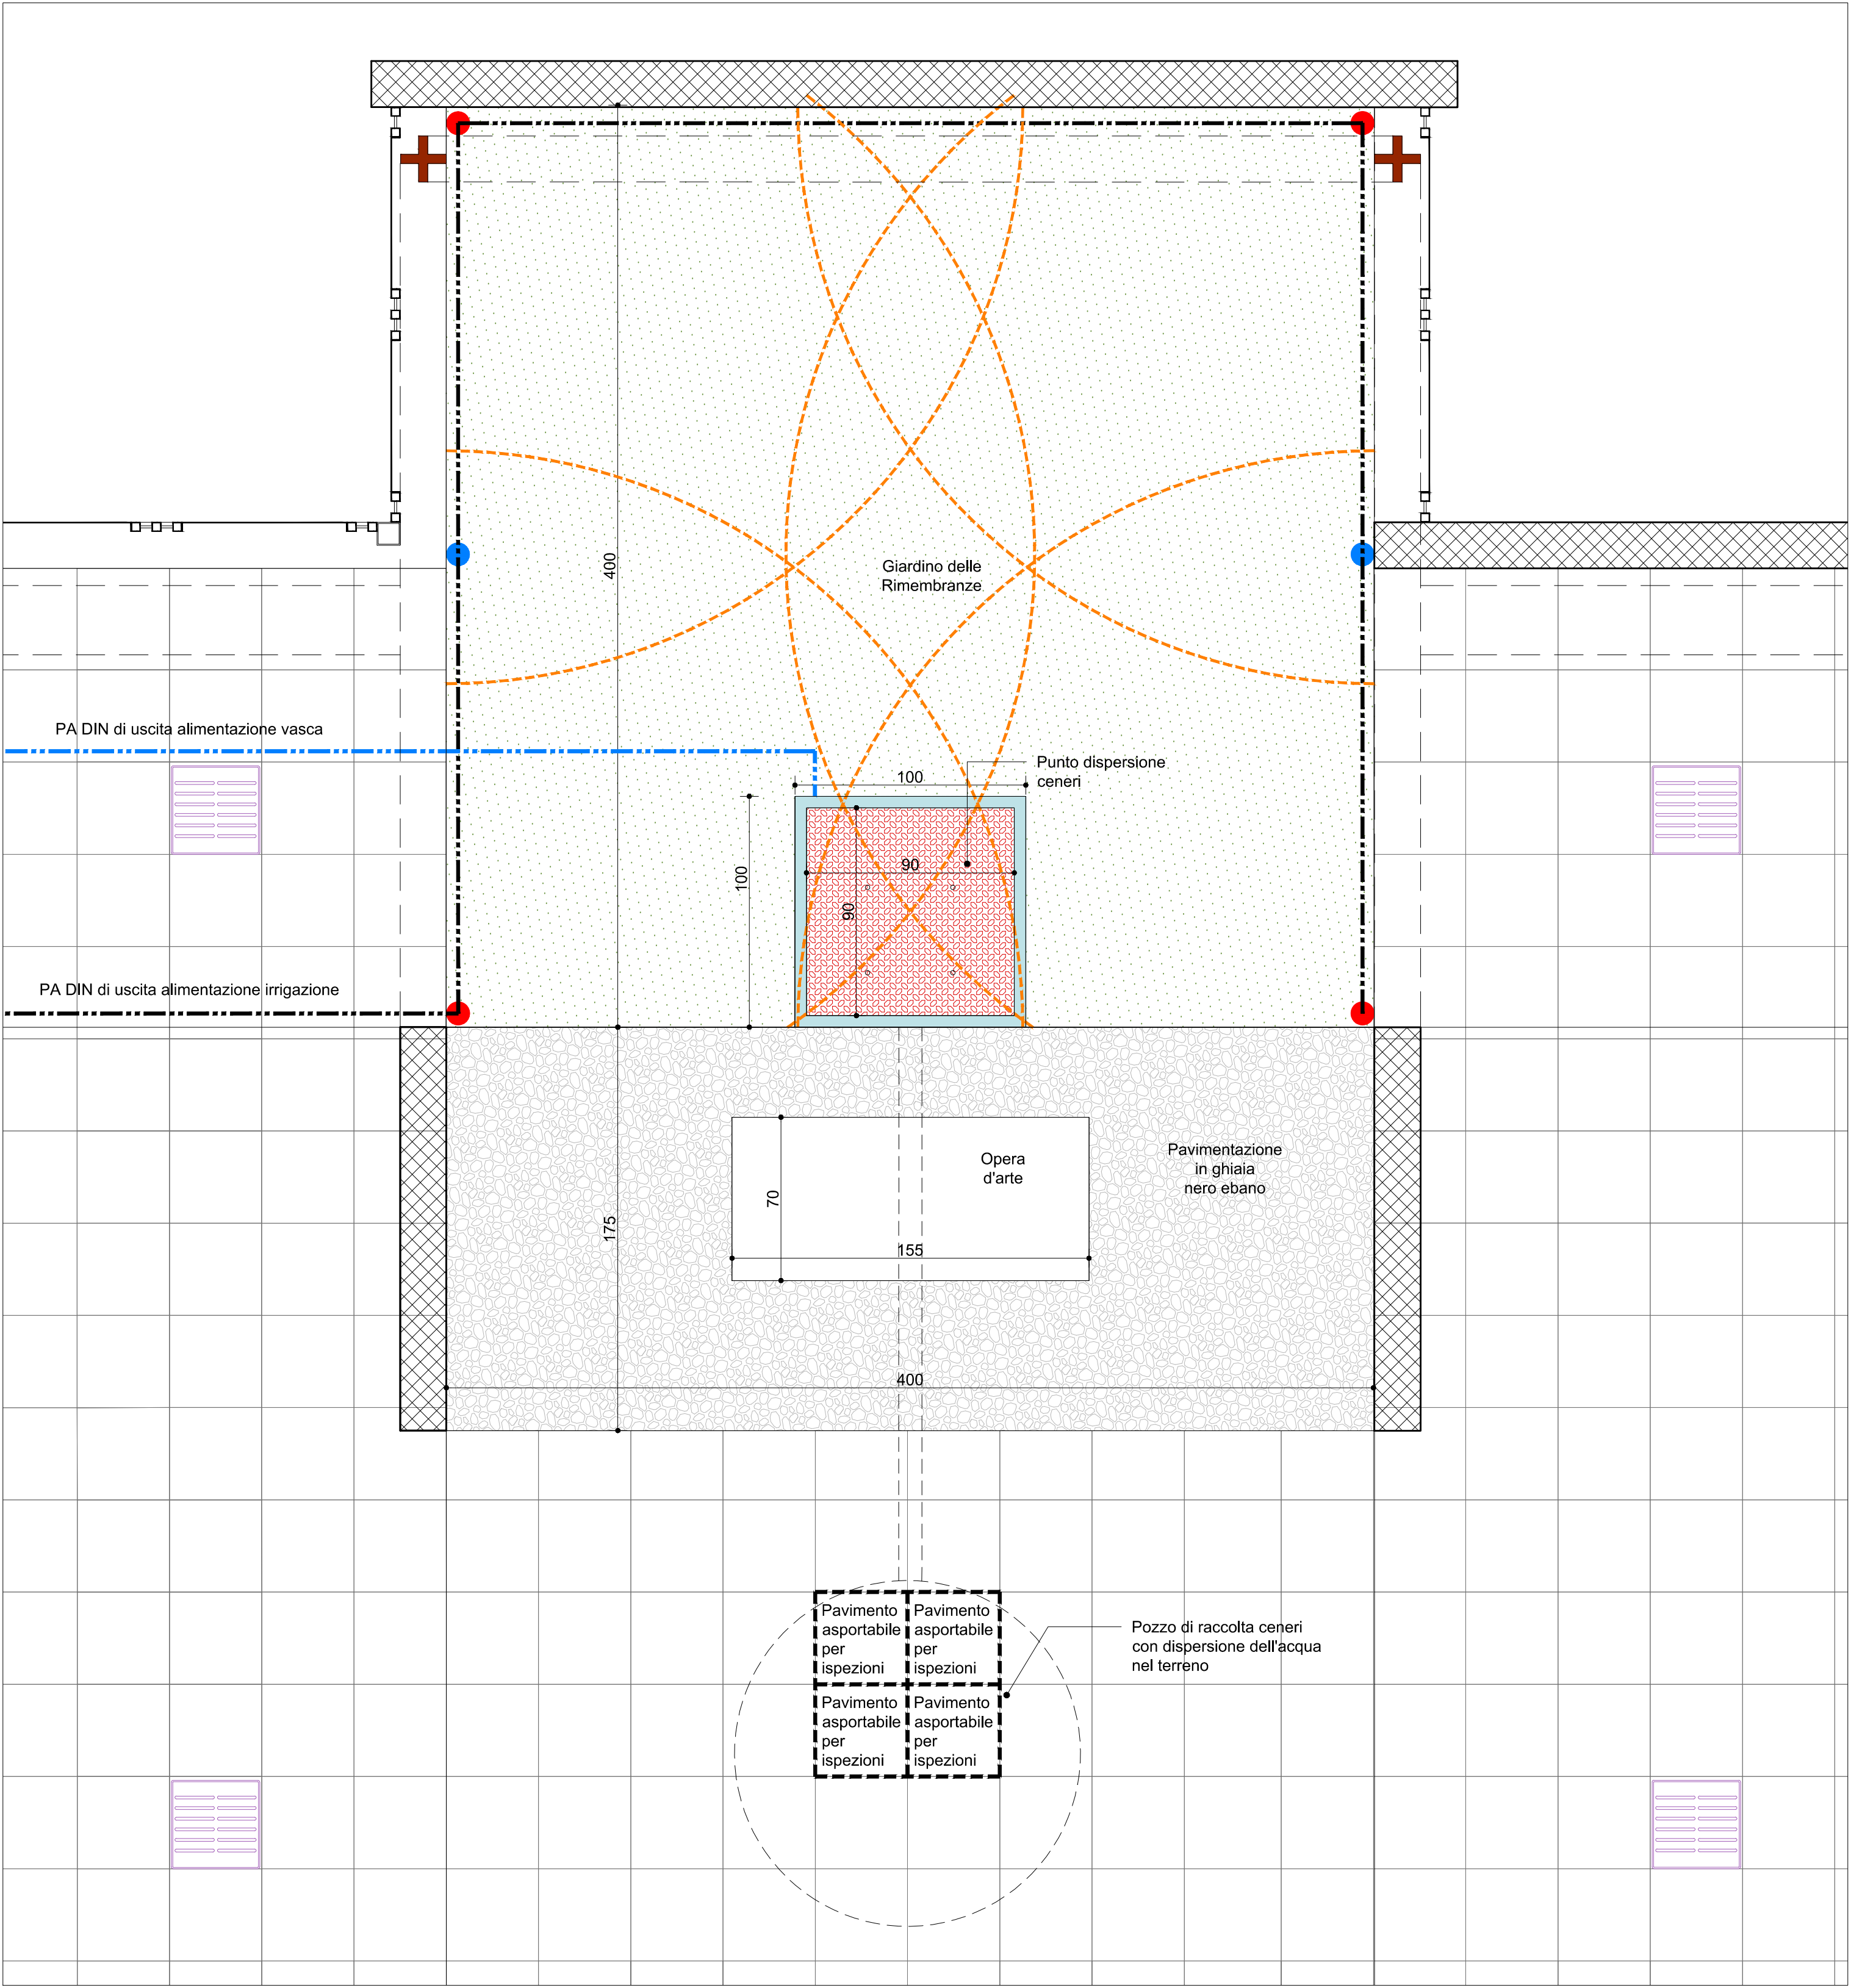 400
Giardino delle
Rimembranze
PA DIN di uscita alimentazione vasca
Punto dispersione
ceneri
100
100
90
90
PA DIN di uscita alimentazione irrigazione
Opera
d'arte
Pavimentazione
in ghiaia
nero ebano
70
175
155
400
Pavimento
asportabile
per
ispezioni
Pavimento
asportabile
per
ispezioni
Pozzo di raccolta ceneri
con dispersione dell'acqua
nel terreno
Pavimento
asportabile
per
ispezioni
Pavimento
asportabile
per
ispezioni